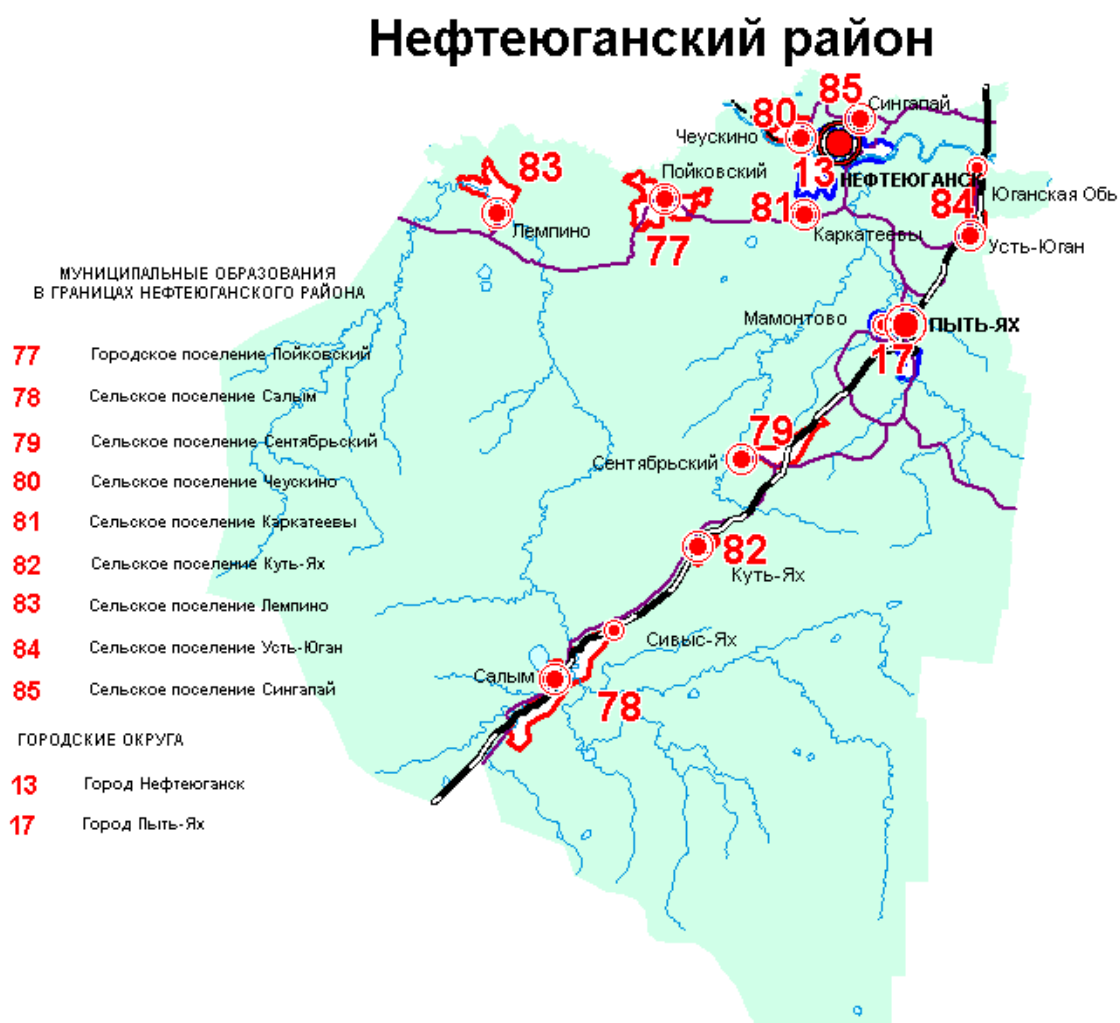 Нефтеюганский район
85
Сингапай
80
Чеускино
83
Пойковский
13
НЕФТЕЮГАНСК
Юганская Обь
84
81
Лемпино
77
Каркатеевы
Усть-Юган
МУНИЦИПАЛЬНЫЕ ОБРАЗОВАНИЯ
В ГРАНИЦАХ НЕФТЕЮГАНСКОГО РАЙОНА
Мамонтово
ПЫТЬ-ЯХ
17
77 Городское поселение Пойковский
78 Сельское поселение Салым
79 Сельское поселение Сентябрьский
80 Сельское поселение Чеускино
81 Сельское поселение Каркатеевы
82 Сельское поселение Куть-Ях
83 Сельское поселение Лемпино
84 Сельское поселение Усть-Юган
85 Сельское поселение Сингапай
79
Сентябрьский
82
Куть-Ях
Сивыс-Ях
Салым
78
ГОРОДСКИЕ ОКРУГА
13 Город Нефтеюганск
17 Город Пыть-Ях